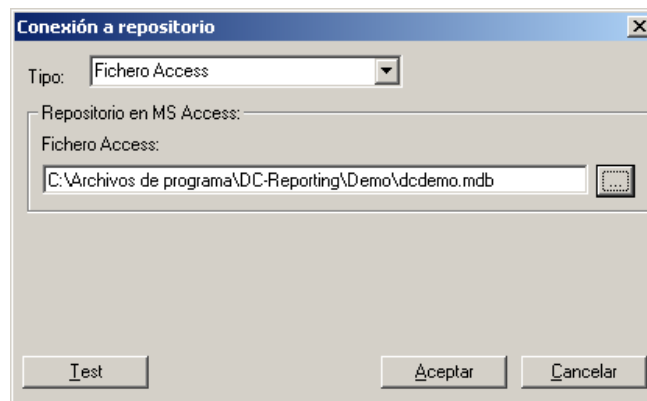 Conexión a repositorio
Tipo: Fichero Access
Repositorio en MS Access:
Fichero Access:
C:\Archivos de programa\DC-Reporting\Demo\dcdemo.mdb ...
Test Aceptar Cancelar